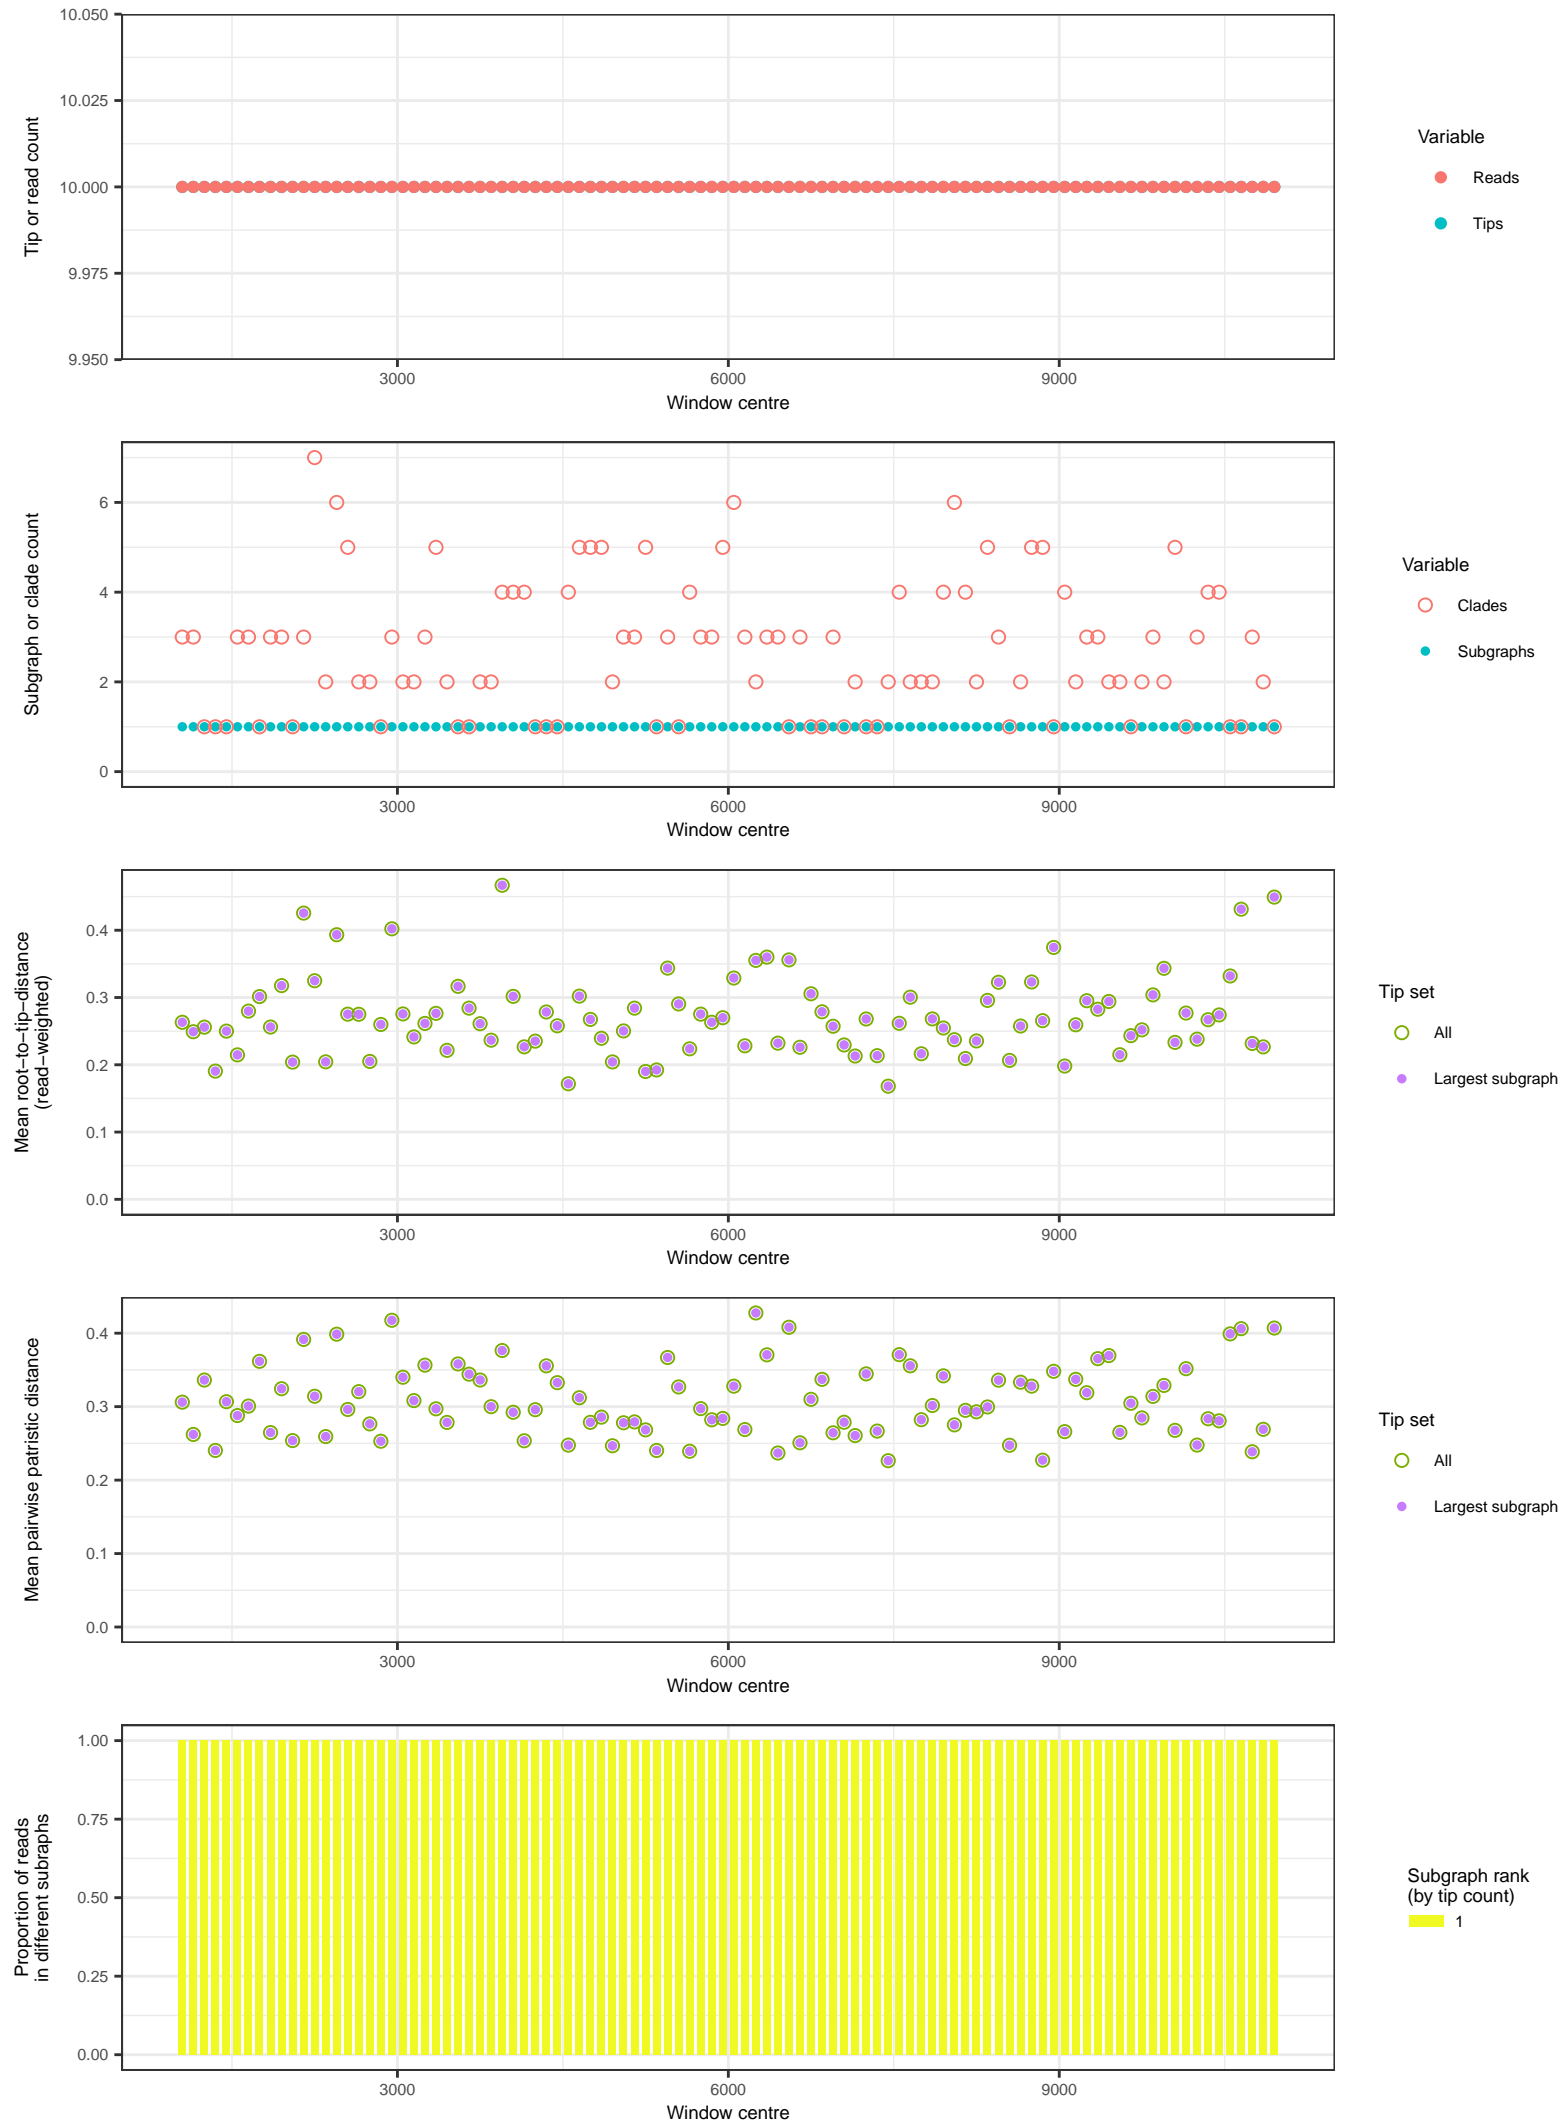 10.050
10.025
10.000
9.975
9.950
Tip or read count
3000
6000
9000
Window centre
Variable
Reads
Tips
6
4
2
0
Subgraph or clade count
3000
6000
9000
Window centre
Variable
Clades
Subgraphs
0.4
0.3
0.2
0.1
0.0
Mean root−to−tip−distance
(read−weighted)
3000
6000
9000
Window centre
Tip set
All
Largest subgraph
0.4
0.3
0.2
0.1
0.0
Mean pairwise patristic distance
3000
6000
9000
Window centre
Tip set
All
Largest subgraph
1.00
0.75
0.50
0.25
0.00
Proportion of reads
in different subraphs
3000
6000
9000
Window centre
Subgraph rank
(by tip count)
1